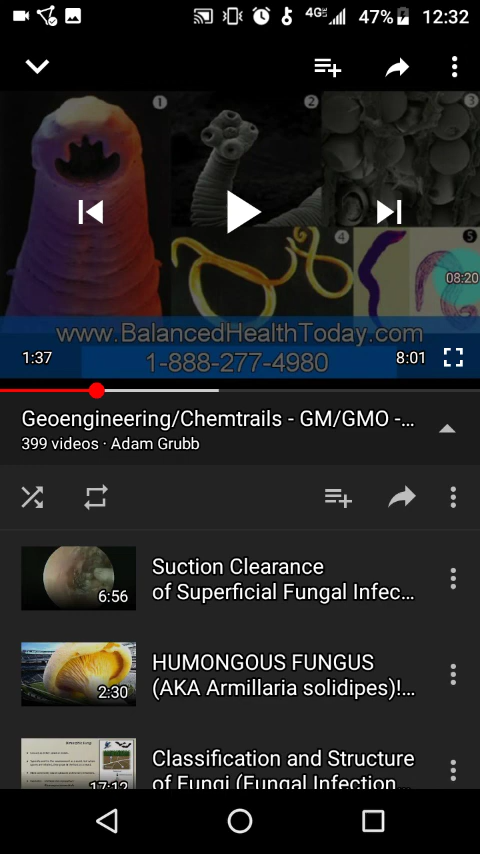 4G
47%
12:32
1
2
3
4
5
08:20
www.BalancedHealthToday.com
1-888-277-4980
1:37
8:01
Geoengineering/Chemtrails - GM/GMO -...
399 videos · Adam Grubb
Suction Clearance
of Superficial Fungal Infec...
6:56
HUMONGOUS FUNGUS
(AKA Armillaria solidipes)!...
2:30
Classification and Structure
of Fungi (Fungal Infection...
17:12